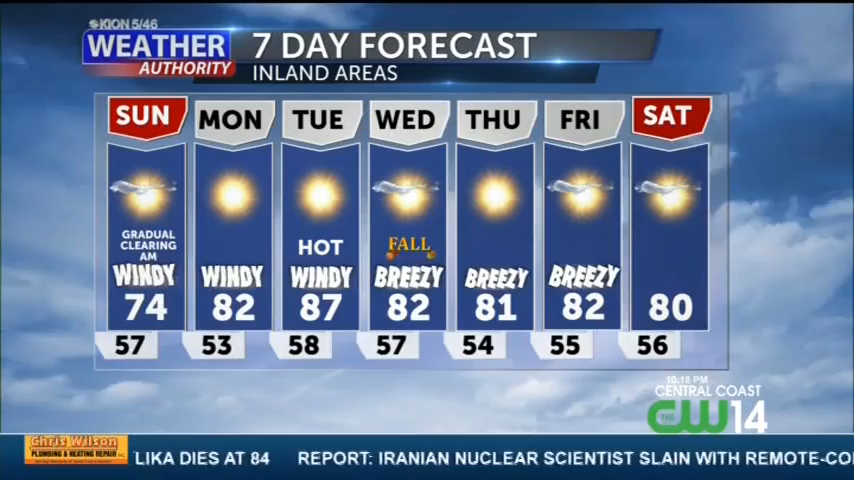 KION 5/46
WEATHER
AUTHORITY
7 DAY FORECAST
INLAND AREAS
SUN MON TUE WED THU FRI SAT
GRADUAL
CLEARING
AM
HOT
FALL
WINDY WINDY WINDY BREEZY BREEZY BREEZY
74 82 87 82 81 82 80
57 53 58 57 54 55 56
10:18 PM
CENTRAL COAST
THE CW 14
Chris Wilson
PLUMBING & HEATING REPAIR
LIKA DIES AT 84 REPORT: IRANIAN NUCLEAR SCIENTIST SLAIN WITH REMOTE-CO